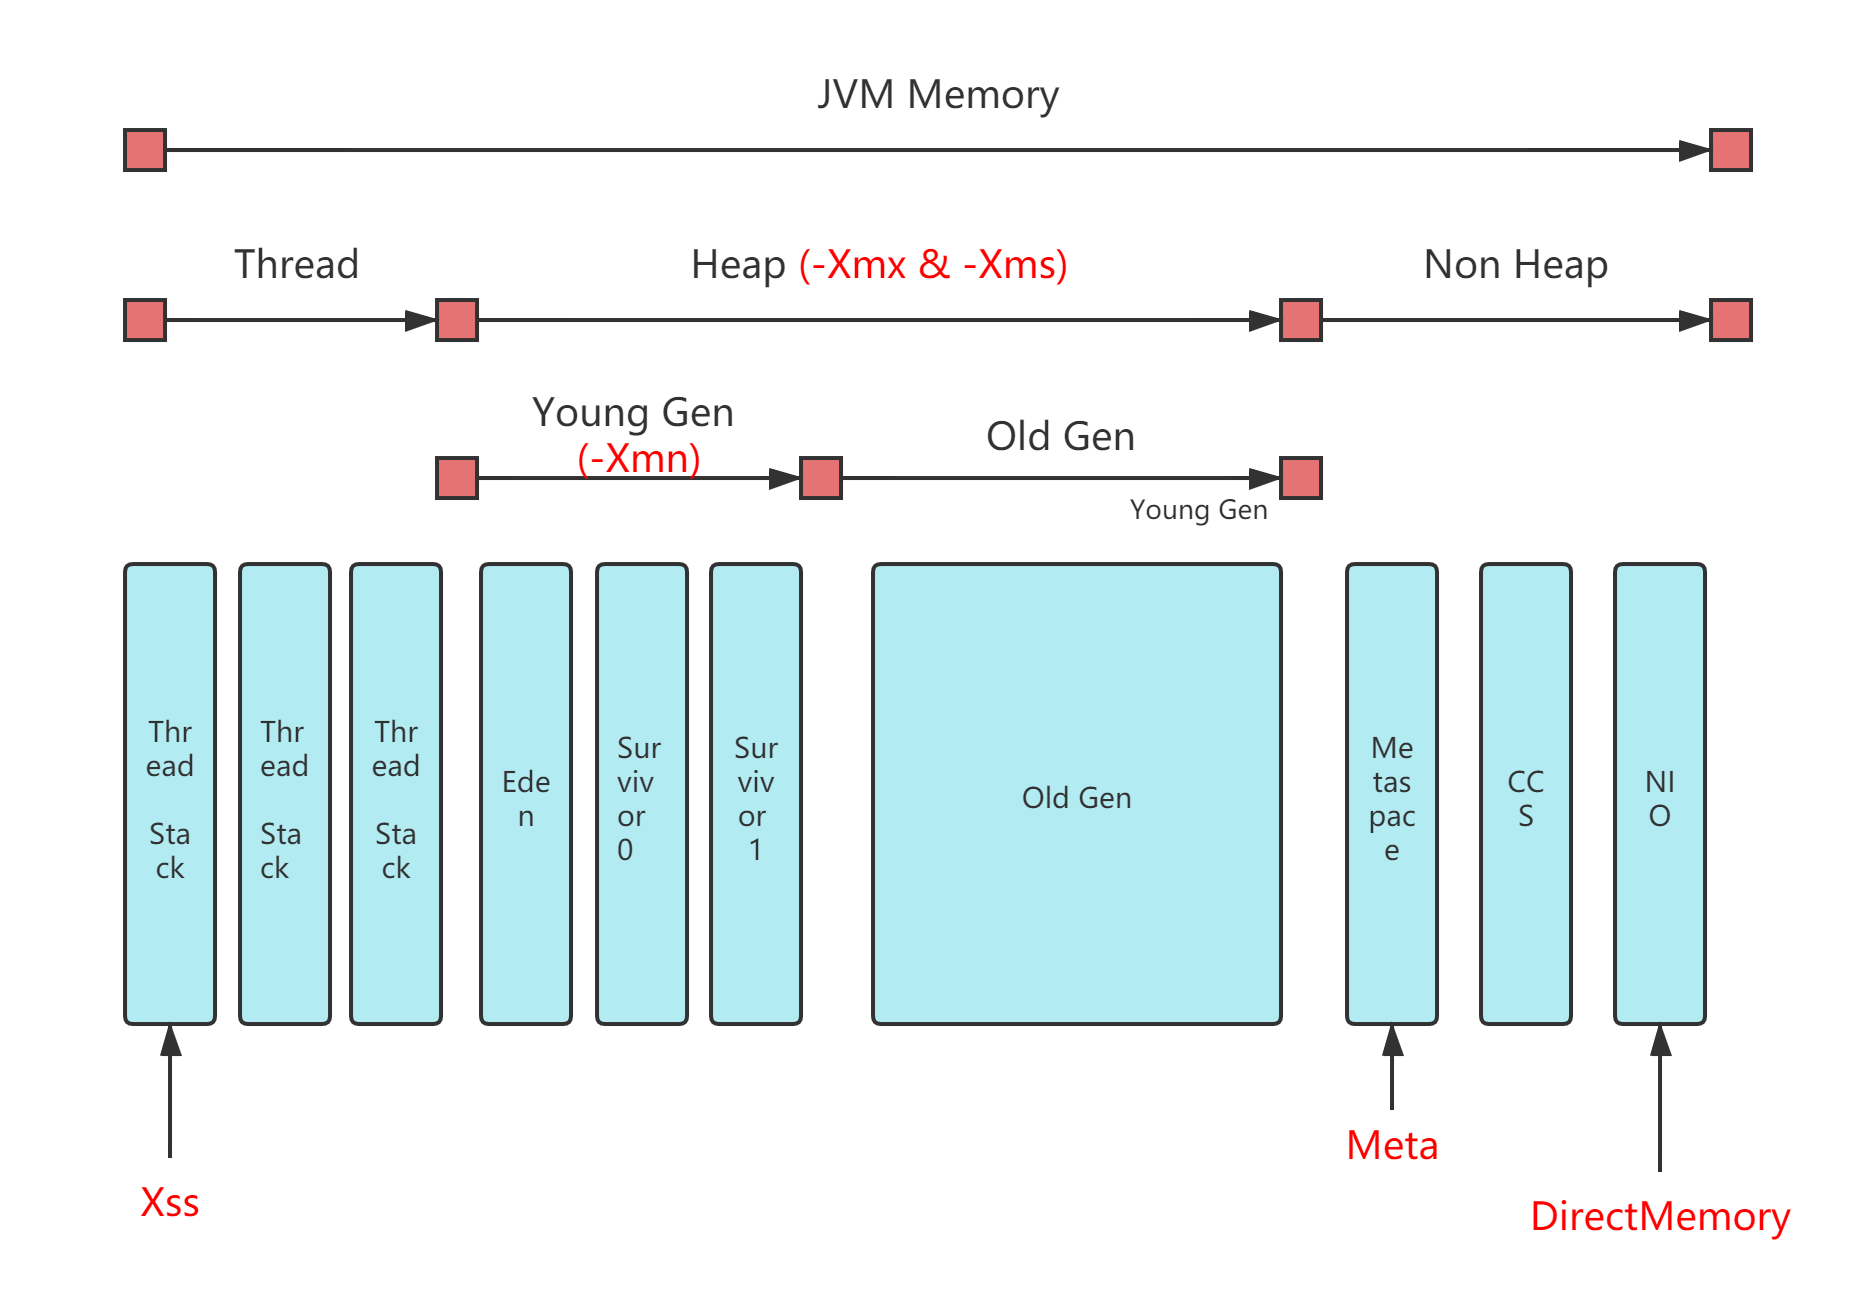 JVM Memory
Thread
Heap (-Xmx & -Xms)
Non Heap
Young Gen
(-Xmn)
Old Gen
Young Gen
Thr
ead
Sta
ck
Thr
ead
Sta
ck
Thr
ead
Sta
ck
Ede
n
Sur
viv
or
0
Sur
viv
or
1
Old Gen
Me
tas
pac
e
CC
S
NI
O
Xss
Meta
DirectMemory